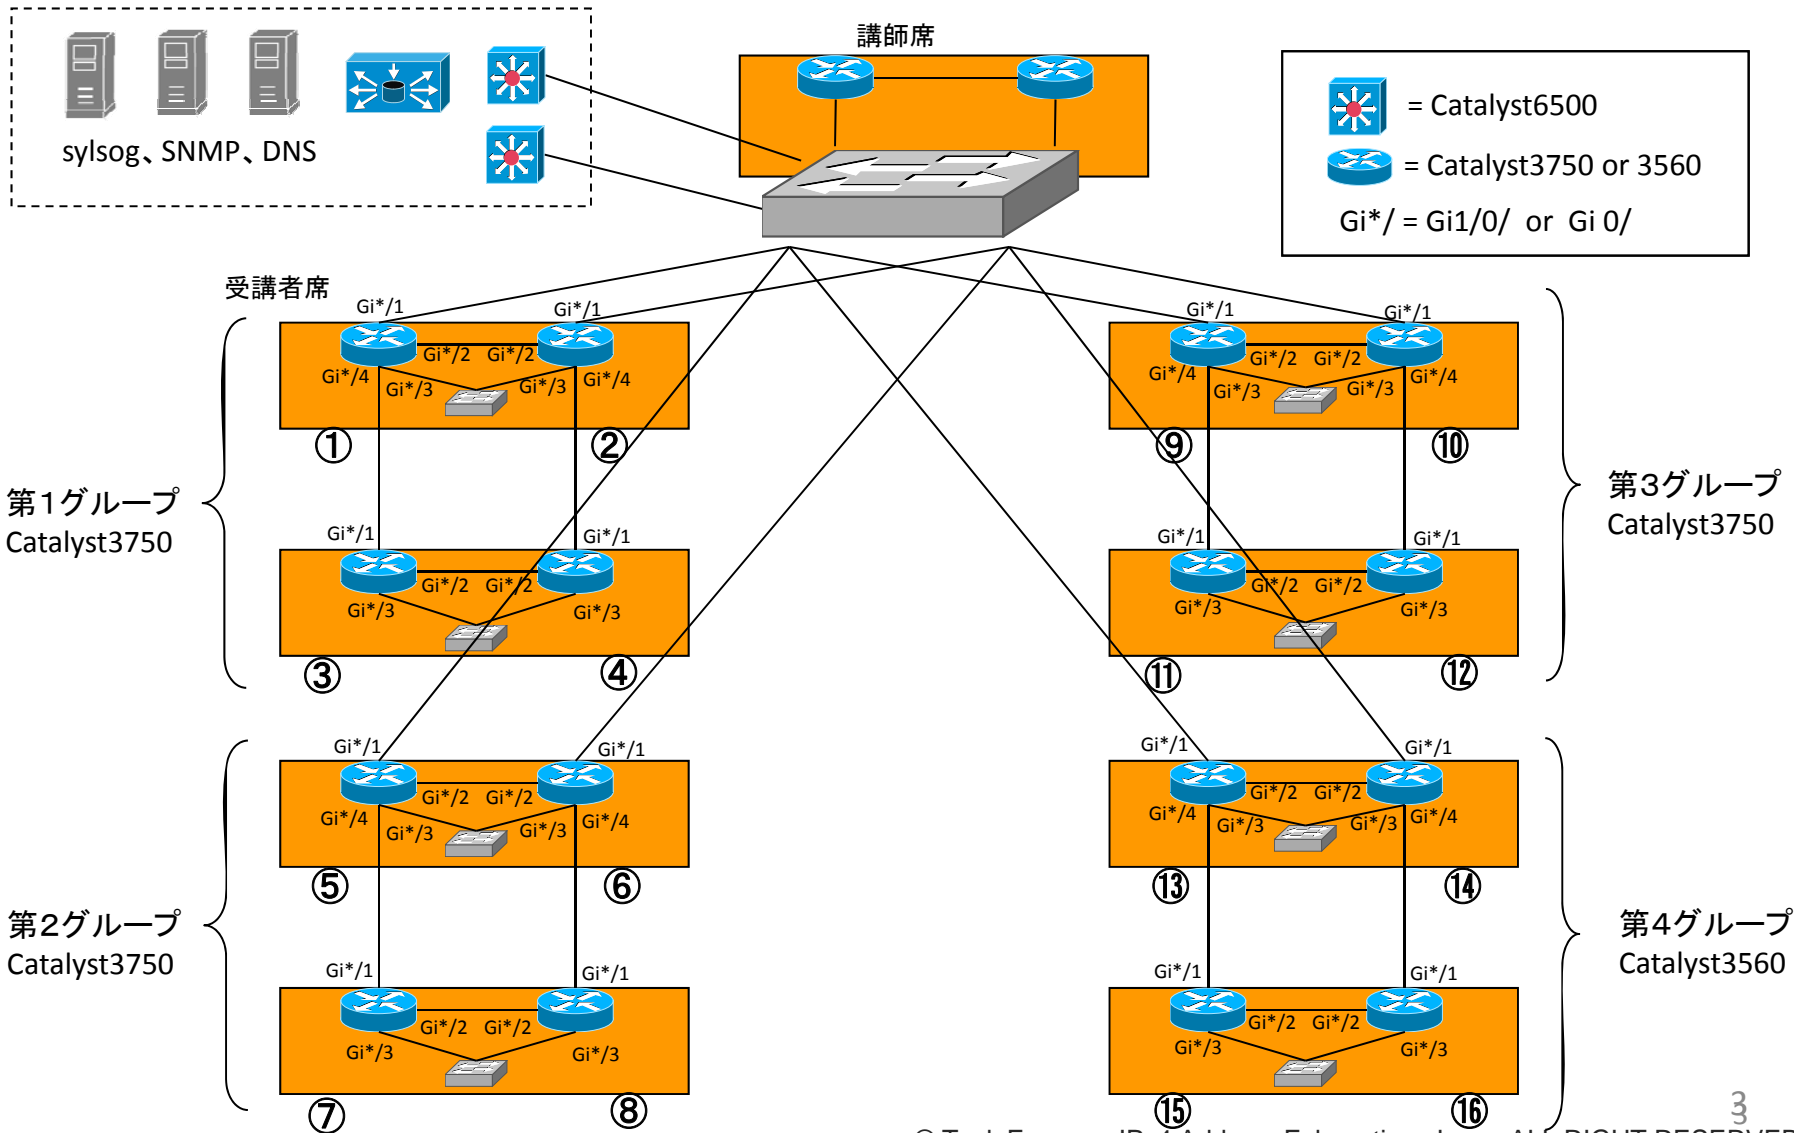 講師席
sylsog、SNMP、DNS
= Catalyst6500
= Catalyst3750 or 3560
Gi*/ = Gi1/0/ or Gi 0/
受講者席
Gi*/1 Gi*/1
Gi*/2 Gi*/2
Gi*/4 Gi*/3 Gi*/3 Gi*/4
① ②
第1グループ
Catalyst3750
Gi*/1 Gi*/1
Gi*/2 Gi*/2
Gi*/3 Gi*/3
③ ④
Gi*/1 Gi*/1
Gi*/2 Gi*/2
Gi*/4 Gi*/3 Gi*/3 Gi*/4
⑤ ⑥
第2グループ
Catalyst3750
Gi*/1 Gi*/1
Gi*/2 Gi*/2
Gi*/3 Gi*/3
⑦ ⑧
Gi*/1 Gi*/1
Gi*/2 Gi*/2
Gi*/4 Gi*/3 Gi*/3 Gi*/4
⑨ ⑩
第3グループ
Catalyst3750
Gi*/1 Gi*/1
Gi*/2 Gi*/2
Gi*/3 Gi*/3
⑪ ⑫
Gi*/1 Gi*/1
Gi*/2 Gi*/2
Gi*/4 Gi*/3 Gi*/3 Gi*/4
⑬ ⑭
第4グループ
Catalyst3560
Gi*/1 Gi*/1
Gi*/2 Gi*/2
Gi*/3 Gi*/3
⑮ ⑯
3